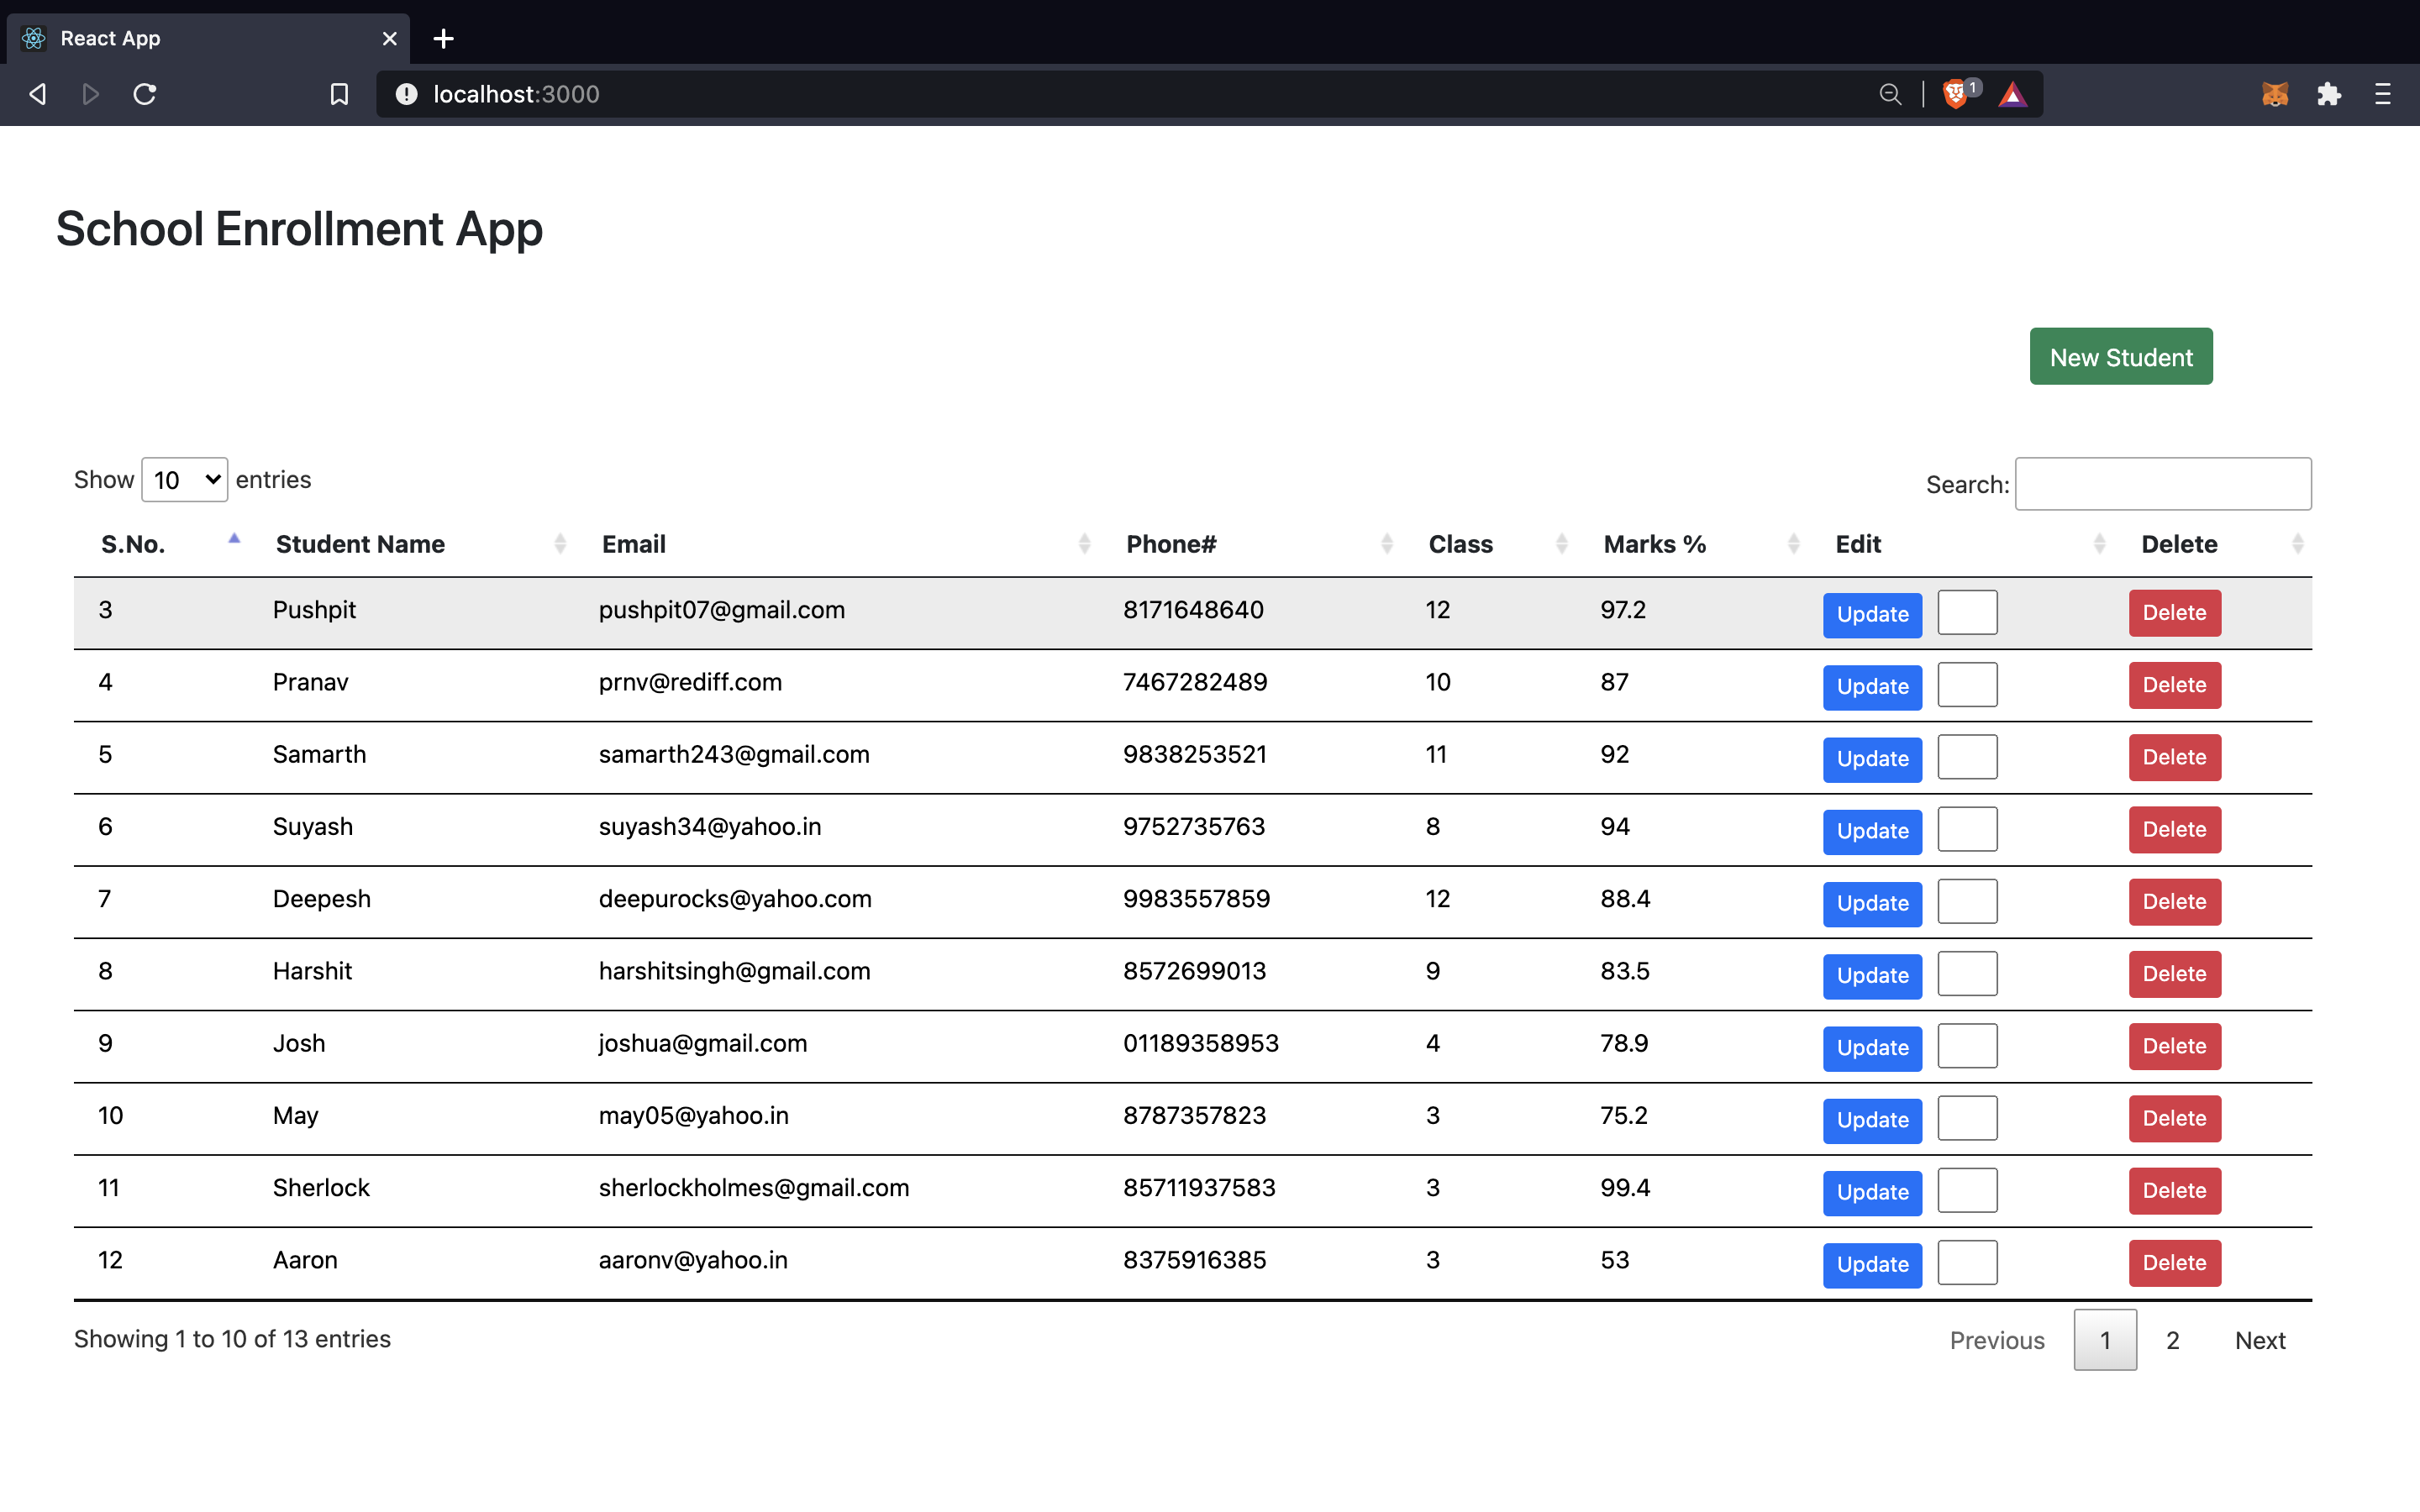 React App
localhost:3000
1
School Enrollment App
New Student
Show 10 entries Search:
S.No. Student Name Email Phone# Class Marks % Edit Delete
3 Pushpit pushpit07@gmail.com 8171648640 12 97.2 Update Delete
4 Pranav prnv@rediff.com 7467282489 10 87 Update Delete
5 Samarth samarth243@gmail.com 9838253521 11 92 Update Delete
6 Suyash suyash34@yahoo.in 9752735763 8 94 Update Delete
7 Deepesh deepurocks@yahoo.com 9983557859 12 88.4 Update Delete
8 Harshit harshitsingh@gmail.com 8572699013 9 83.5 Update Delete
9 Josh joshua@gmail.com 01189358953 4 78.9 Update Delete
10 May may05@yahoo.in 8787357823 3 75.2 Update Delete
11 Sherlock sherlockholmes@gmail.com 85711937583 3 99.4 Update Delete
12 Aaron aaronv@yahoo.in 8375916385 3 53 Update Delete
Showing 1 to 10 of 13 entries Previous 1 2 Next